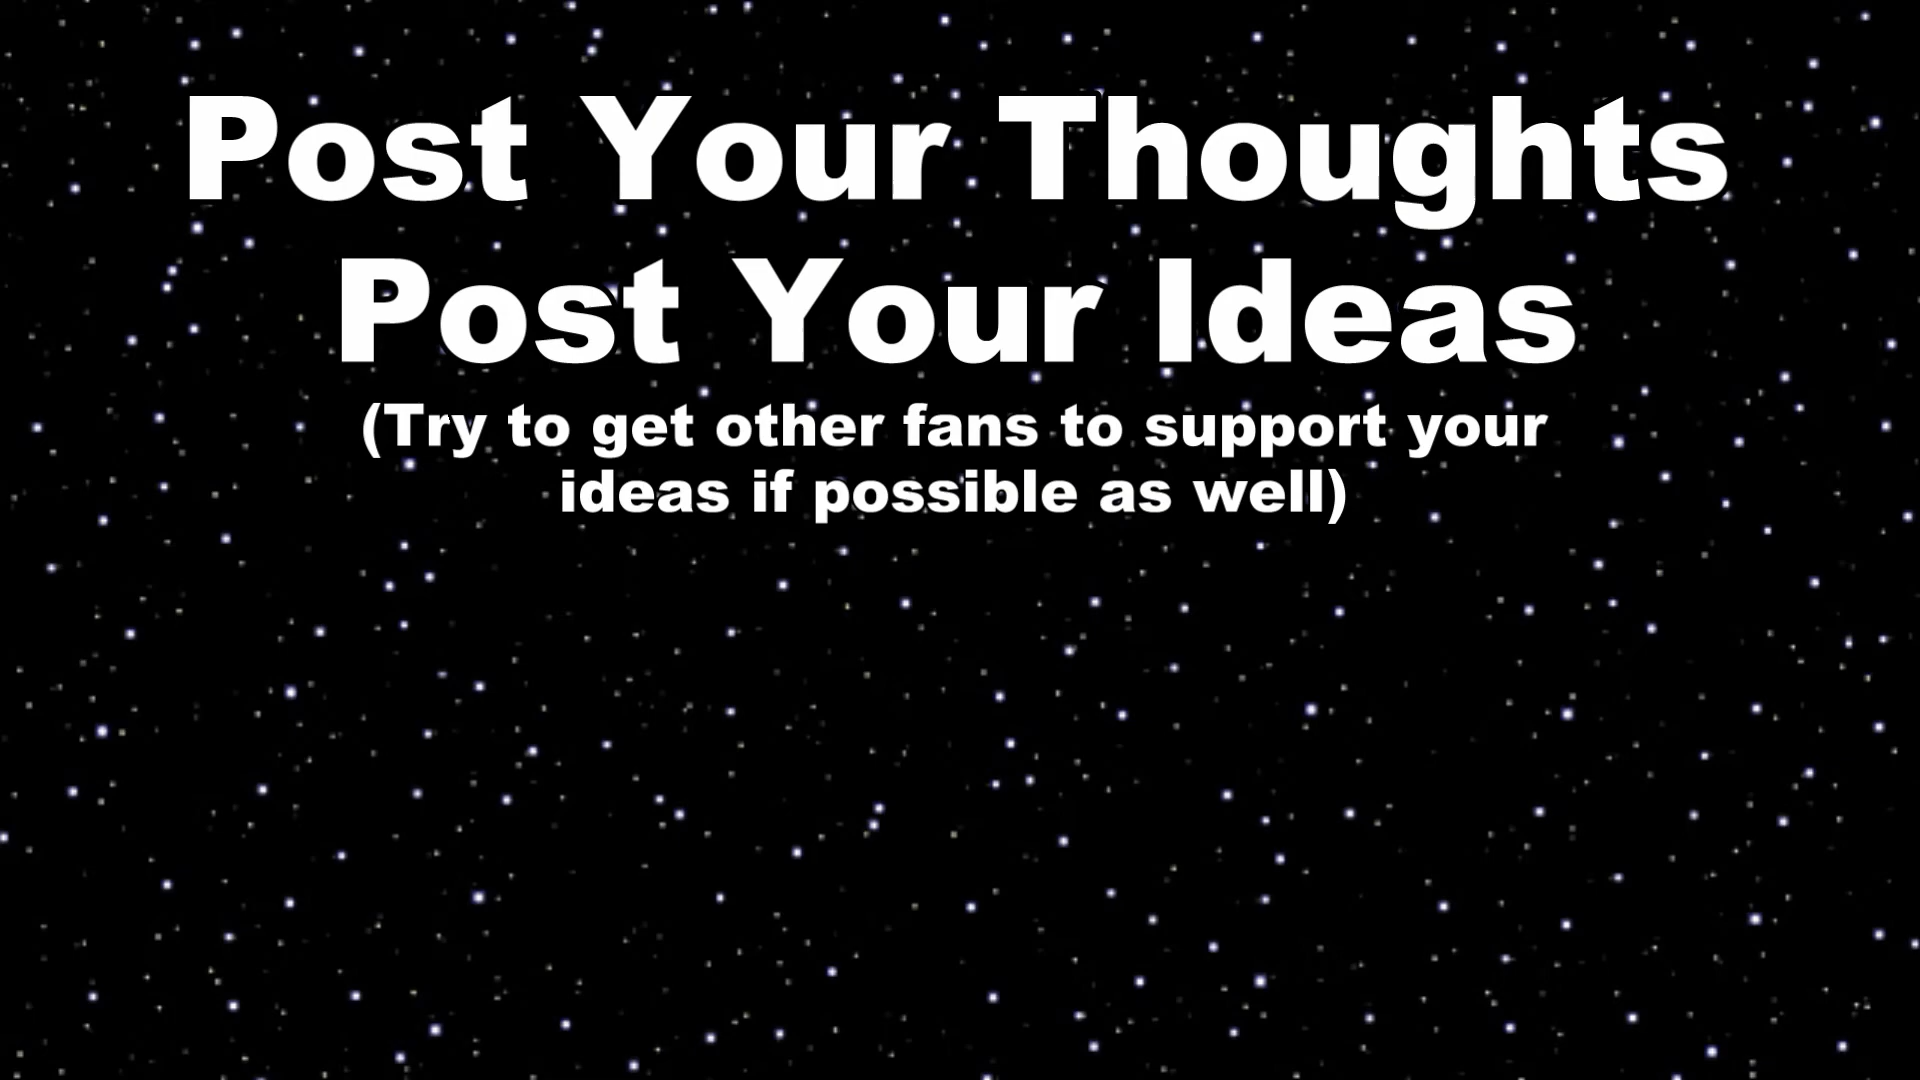 Post Your Thoughts
Post Your Ideas
(Try to get other fans to support your
ideas if possible as well)